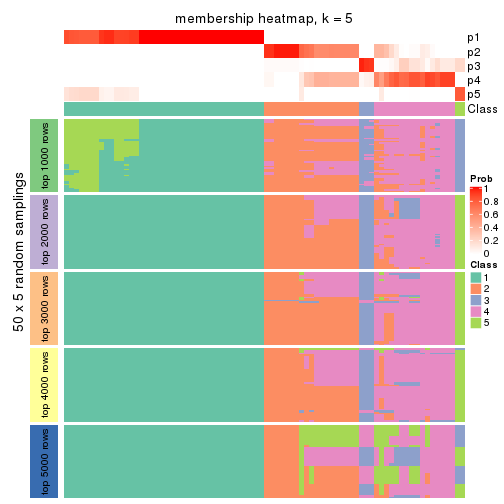 membership heatmap, k = 5
p1
p2
p3
p4
p5
Class
50 x 5 random samplings
top 1000 rows
top 2000 rows
top 3000 rows
top 4000 rows
top 5000 rows
Prob
1
0.8
0.6
0.4
0.2
0
Class
1
2
3
4
5